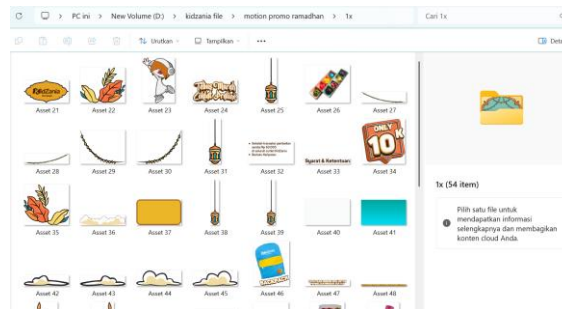 PC ini > New Volume (D:) > kidzania file > motion promo ramadhan > 1x
Cari 1x
Urutkan
Tampilkan
Deta
KidZania
Asset 21
Asset 22
Asset 23
Asset 24
Asset 25
Asset 26
Asset 27
ONLY
10K
Syarat & Ketentuan
Asset 28
Asset 29
Asset 30
Asset 31
Asset 32
Asset 33
Asset 34
1x (54 item)
Pilih satu file untuk
mendapatkan informasi
selengkapnya dan membagikan
konten cloud Anda.
Asset 35
Asset 36
Asset 37
Asset 38
Asset 39
Asset 40
Asset 41
BACKPACK
Asset 42
Asset 43
Asset 44
Asset 45
Asset 46
Asset 47
Asset 48